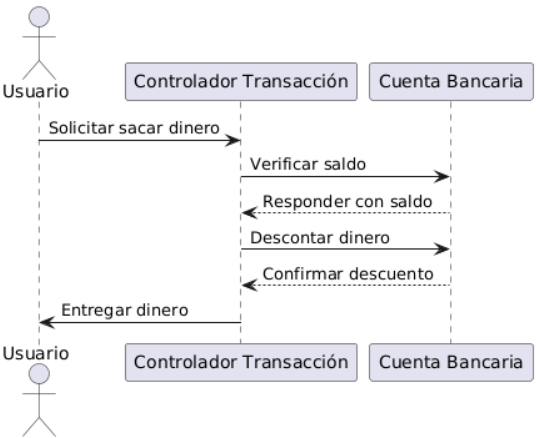 Usuario
Controlador Transacción
Cuenta Bancaria
Solicitar sacar dinero
Verificar saldo
Responder con saldo
Descontar dinero
Confirmar descuento
Entregar dinero
Usuario
Controlador Transacción
Cuenta Bancaria